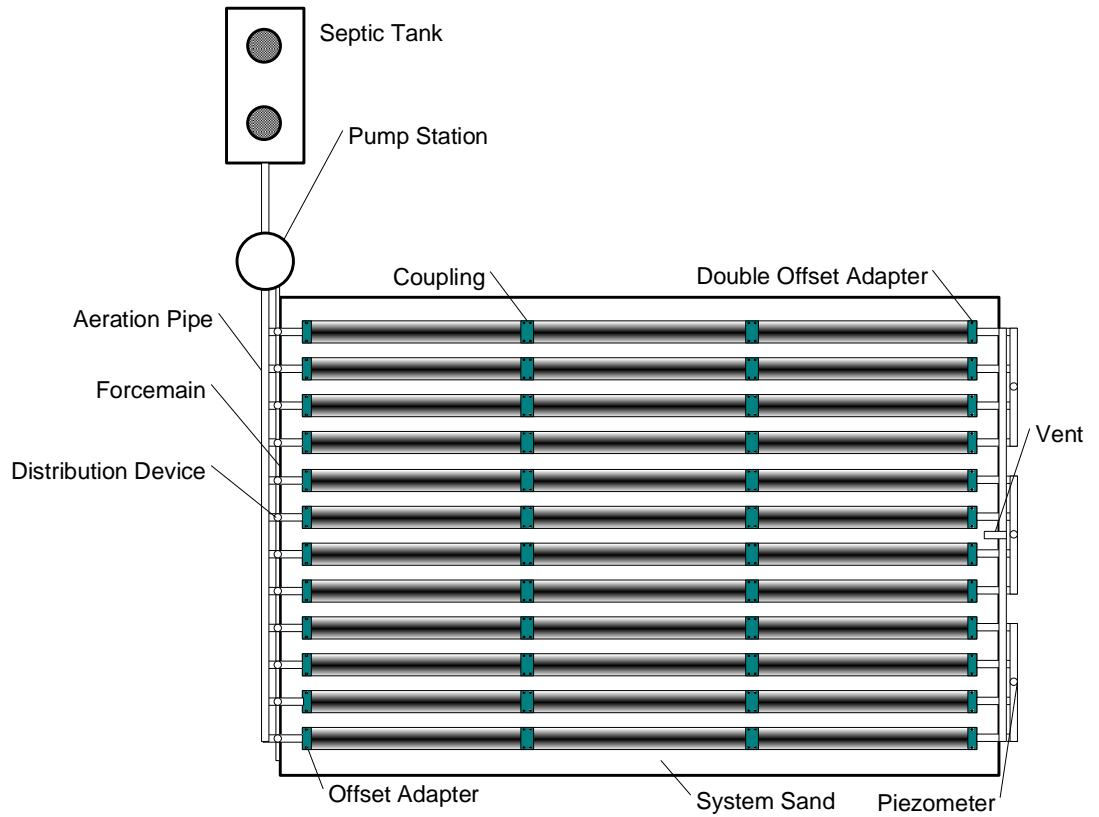 Septic Tank
Pump Station
Coupling
Double Offset Adapter
Aeration Pipe
Forcemain
Vent
Distribution Device
Offset Adapter
System Sand
Piezometer